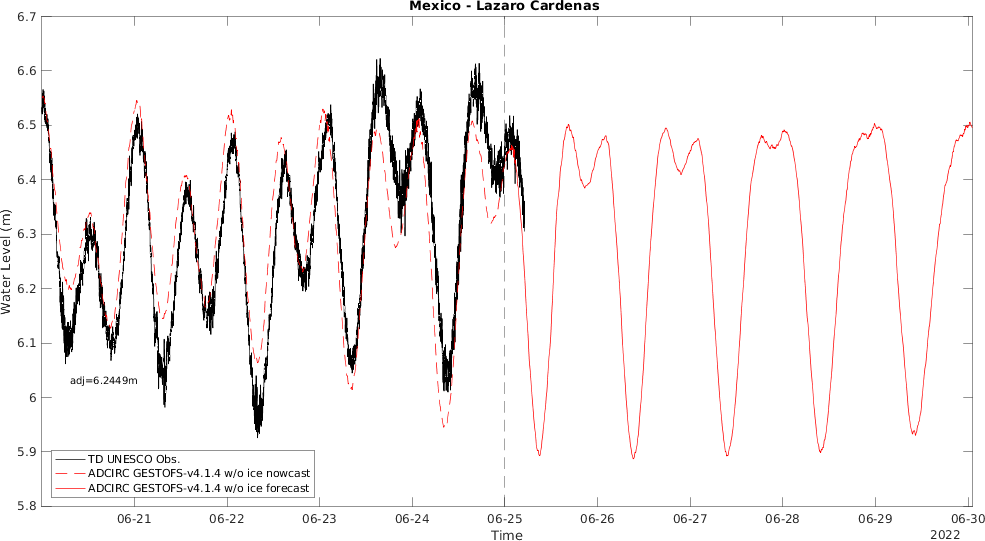 Mexico - Lazaro Cardenas
6.7
6.6
6.5
6.4
6.3
6.2
6.1
6
5.9
5.8
Water Level (m)
adj=6.2449m
TD UNESCO Obs.
ADCIRC GESTOFS-v4.1.4 w/o ice nowcast
ADCIRC GESTOFS-v4.1.4 w/o ice forecast
06-21 06-22 06-23 06-24 06-25 06-26 06-27 06-28 06-29 06-30
Time
2022